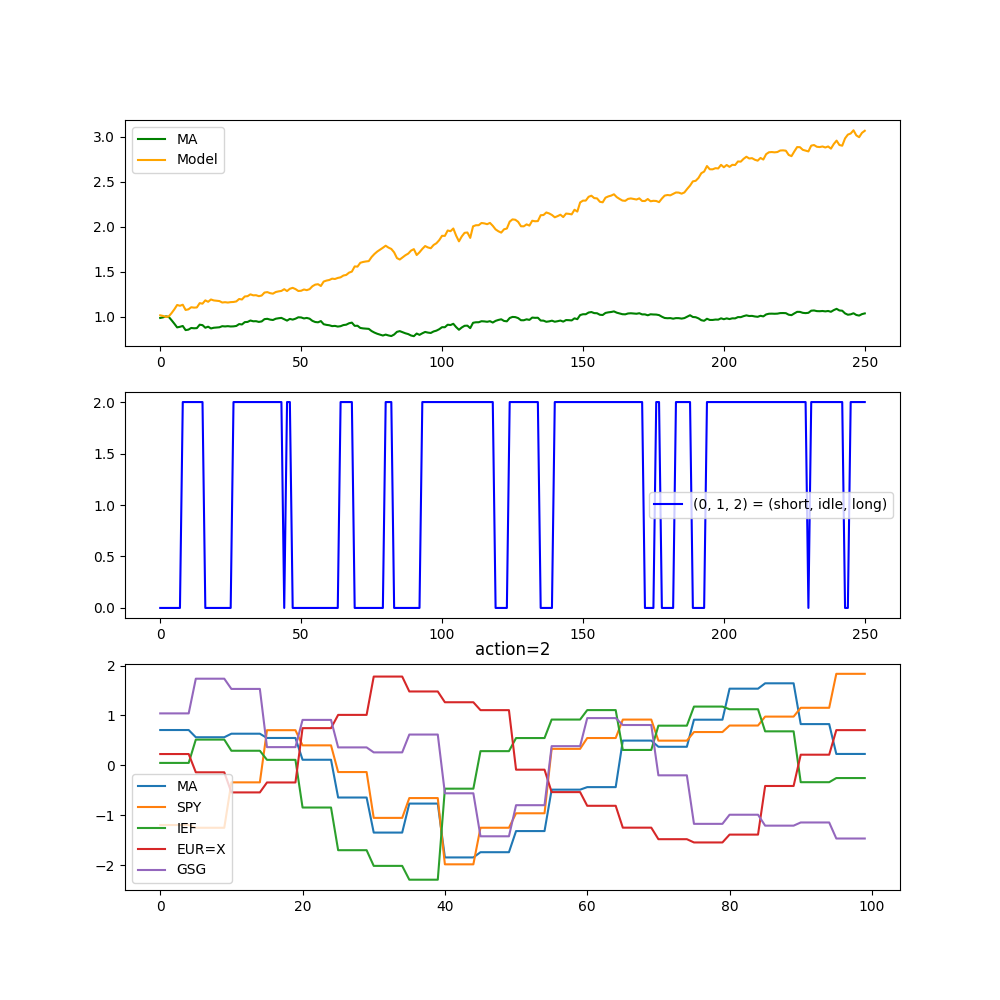 3.0
2.5
2.0
1.5
1.0
MA
Model
0 50 100 150 200 250
2.0
1.5
1.0
0.5
0.0
(0, 1, 2) = (short, idle, long)
0 50 100 150 200 250
action=2
2
1
0
−1
−2
MA
SPY
IEF
EUR=X
GSG
0 20 40 60 80 100